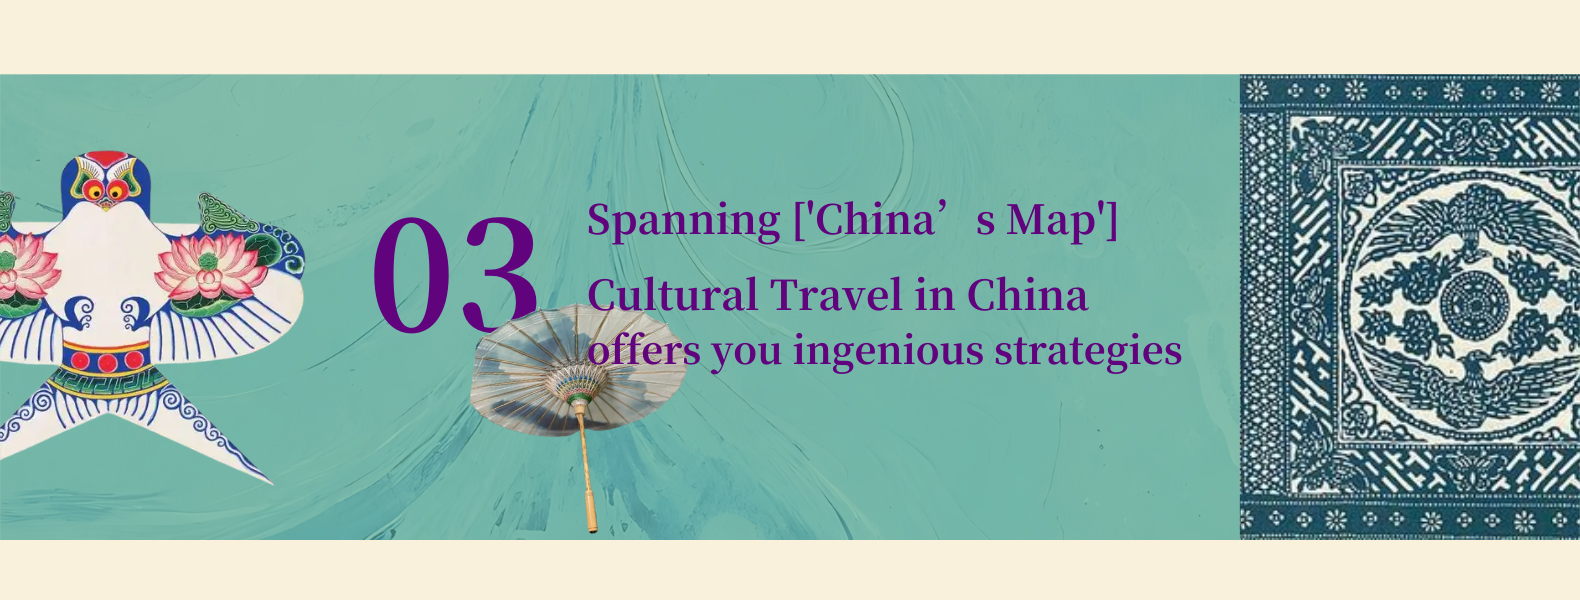 03
Spanning ['China’s Map']
Cultural Travel in China
offers you ingenious strategies